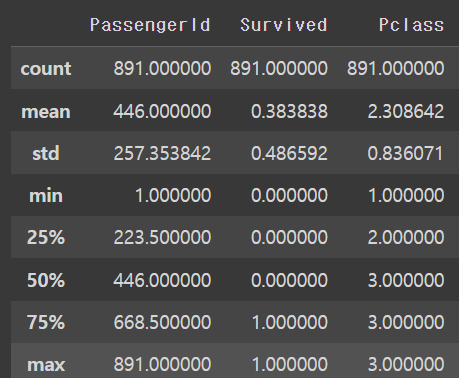 PassengerId Survived Pclass
count 891.000000 891.000000 891.000000
mean 446.000000 0.383838 2.308642
std 257.353842 0.486592 0.836071
min 1.000000 0.000000 1.000000
25% 223.500000 0.000000 2.000000
50% 446.000000 0.000000 3.000000
75% 668.500000 1.000000 3.000000
max 891.000000 1.000000 3.000000